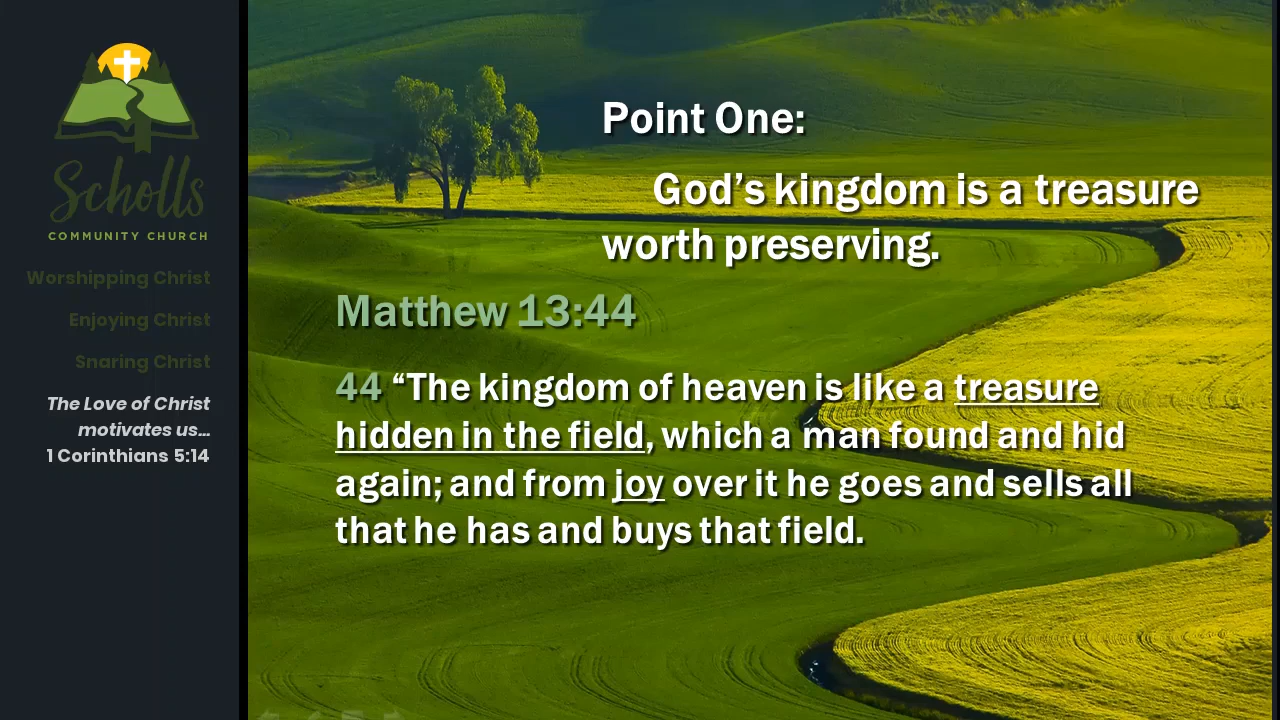 Scholls
COMMUNITY CHURCH
Worshipping Christ
Enjoying Christ
Snaring Christ
The Love of Christ
motivates us...
1 Corinthians 5:14
Point One:
God’s kingdom is a treasure
worth preserving.
Matthew 13:44
44 “The kingdom of heaven is like a treasure
hidden in the field, which a man found and hid
again; and from joy over it he goes and sells all
that he has and buys that field.